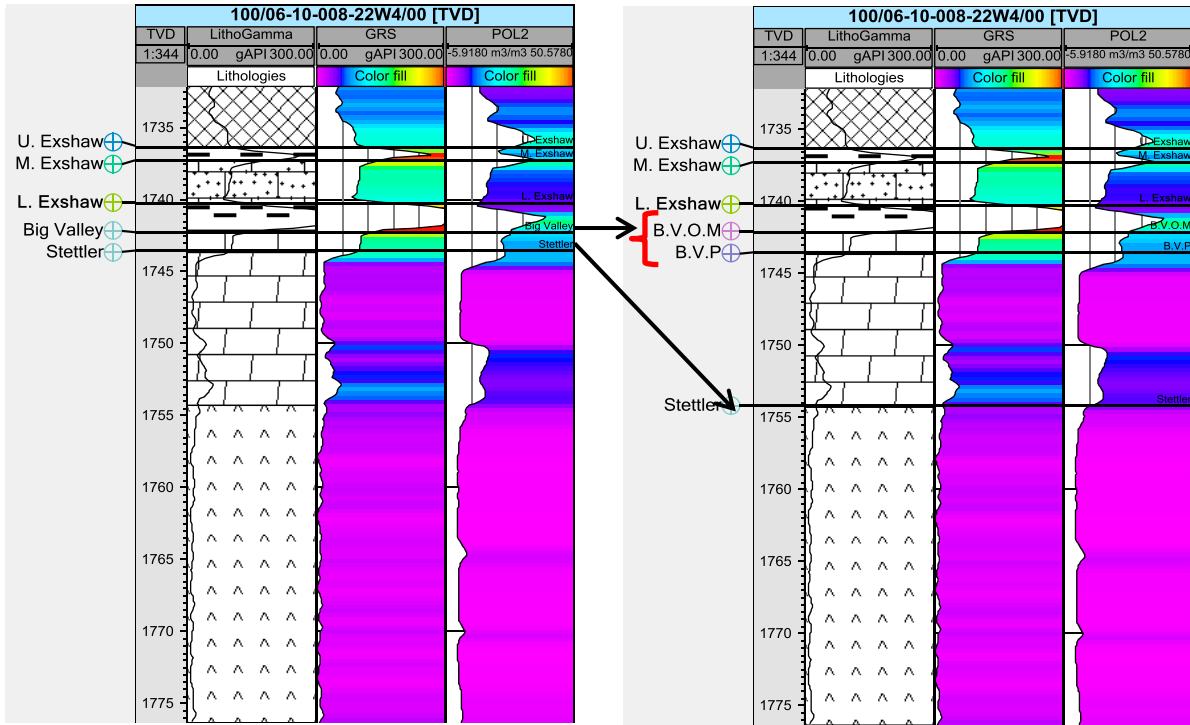 100/06-10-008-22W4/00 [TVD]
TVD LithoGamma GRS POL2
1:344 0.00 gAPI 300.00 0.00 gAPI 300.00 -5.9180 m3/m3 50.5780
Lithologies Color fill Color fill
1735
U. Exshaw
Exshaw
M. Exshaw
M. Exshaw
1740
L. Exshaw
L. Exshaw
Big Valley
Big Valley
Stettler
Stettler
1745
1750
1755
1760
1765
1770
1775
100/06-10-008-22W4/00 [TVD]
TVD LithoGamma GRS POL2
1:344 0.00 gAPI 300.00 0.00 gAPI 300.00 -5.9180 m3/m3 50.5780
Lithologies Color fill Color fill
1735
U. Exshaw
Exshaw
M. Exshaw
M. Exshaw
1740
L. Exshaw
L. Exshaw
B.V.O.M
B.V.O.M
B.V.P
B.V.P
1745
1750
Stettler
Stettler
1755
1760
1765
1770
1775